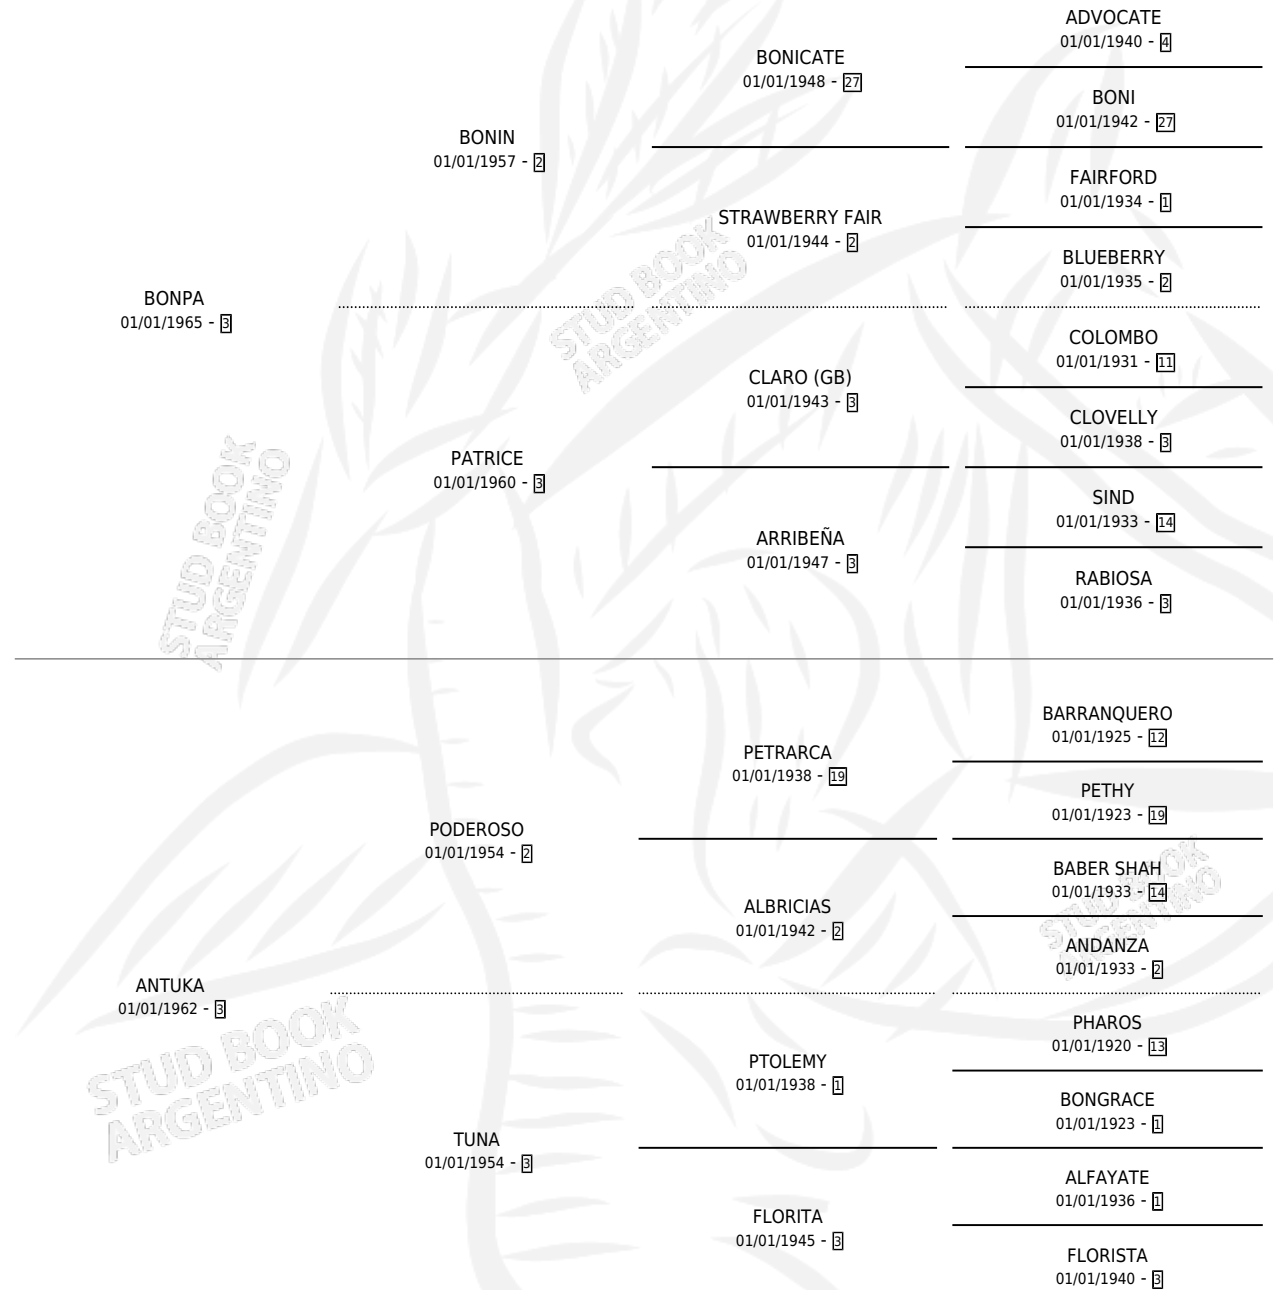 ADVOCATE
01/01/1940 - 4
BONICATE
01/01/1948 - 27
BONI
01/01/1942 - 27
BONIN
01/01/1957 - 2
FAIRFORD
01/01/1934 - 1
STRAWBERRY FAIR
01/01/1944 - 2
BLUEBERRY
01/01/1935 - 2
BONPA
01/01/1965 - 3
COLOMBO
01/01/1931 - 11
CLARO (GB)
01/01/1943 - 3
CLOVELLY
01/01/1938 - 3
PATRICE
01/01/1960 - 3
SIND
01/01/1933 - 14
ARRIBEÑA
01/01/1947 - 3
RABIOSA
01/01/1936 - 3
BARRANQUERO
01/01/1925 - 12
PETRARCA
01/01/1938 - 19
PETHY
01/01/1923 - 19
PODEROSO
01/01/1954 - 2
BABER SHAH
01/01/1933 - 14
ALBRICIAS
01/01/1942 - 2
ANDANZA
01/01/1933 - 2
ANTUKA
01/01/1962 - 3
PHAROS
01/01/1920 - 13
PTOLEMY
01/01/1938 - 1
BONGRACE
01/01/1923 - 1
TUNA
01/01/1954 - 3
ALFAYATE
01/01/1936 - 1
FLORITA
01/01/1945 - 3
FLORISTA
01/01/1940 - 3
STUD BOOK
ARGENTINO
STUD BOOK
ARGENTINO
STUD BOOK
ARGENTINO
STUD BOOK
ARGENTINO